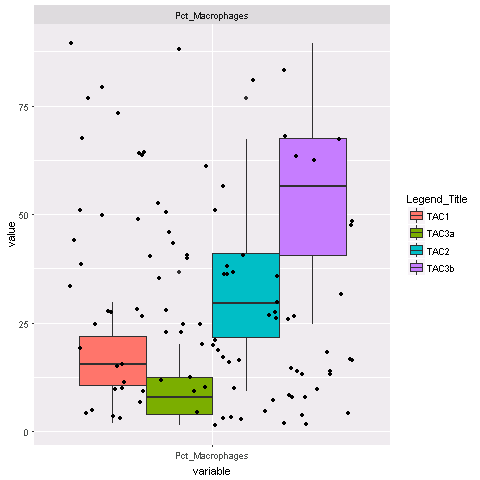 Pct_Macrophages
75
50
25
0
value
Pct_Macrophages
variable
Legend_Title
TAC1
TAC3a
TAC2
TAC3b